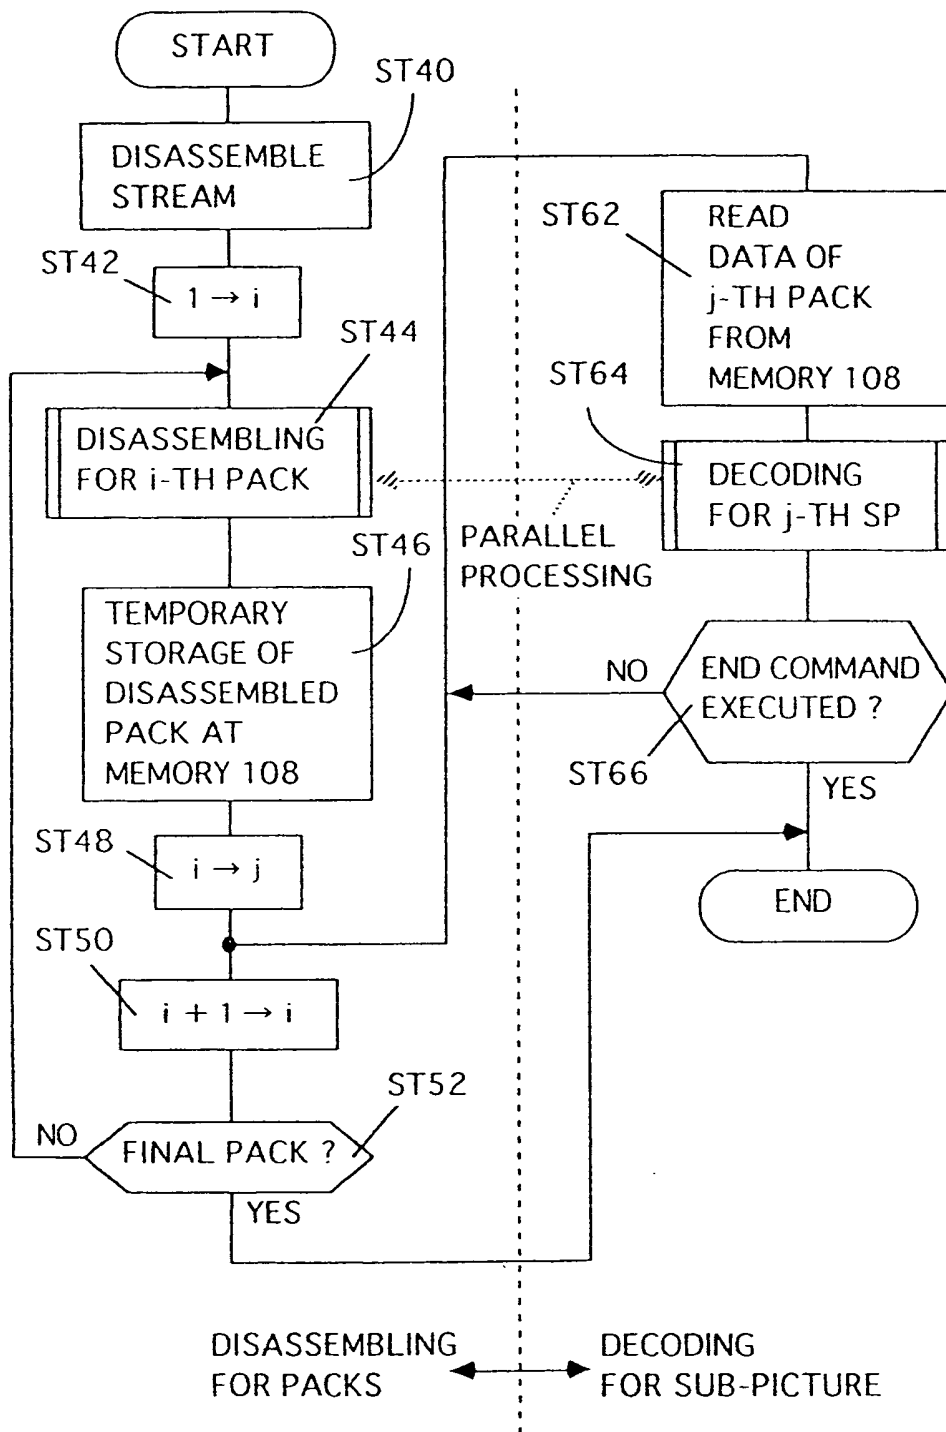 START
ST40
DISASSEMBLE
STREAM
ST42
1 → i
ST44
DISASSEMBLING
FOR i-TH PACK
ST46
TEMPORARY
STORAGE OF
DISASSEMBLED
PACK AT
MEMORY 108
ST48
i → j
ST50
i + 1 → i
ST52
NO
FINAL PACK ?
YES
ST62
READ
DATA OF
j-TH PACK
FROM
MEMORY 108
ST64
DECODING
FOR j-TH SP
PARALLEL
PROCESSING
NO
END COMMAND
EXECUTED ?
ST66
YES
END
DISASSEMBLING
FOR PACKS
DECODING
FOR SUB-PICTURE